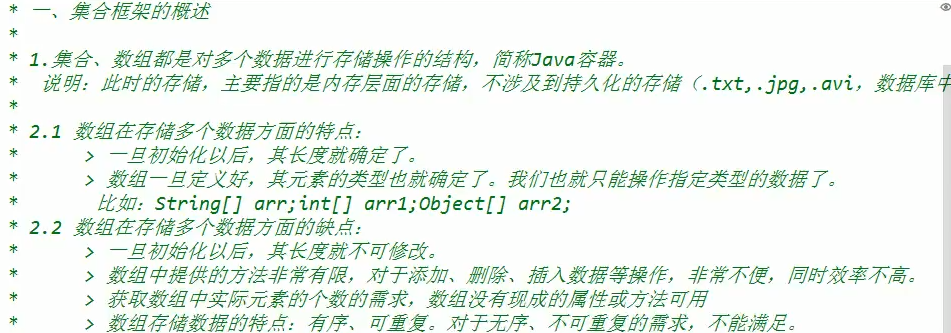 * 一、集合框架的概述
*
* 1.集合、数组都是对多个数据进行存储操作的结构，简称Java容器。
* 说明：此时的存储，主要指的是内存层面的存储，不涉及到持久化的存储（.txt,.jpg,.avi，数据库中
*
* 2.1 数组在存储多个数据方面的特点：
* > 一旦初始化以后，其长度就确定了。
* > 数组一旦定义好，其元素的类型也就确定了。我们也就只能操作指定类型的数据了。
* 比如：String[] arr;int[] arr1;Object[] arr2;
* 2.2 数组在存储多个数据方面的缺点：
* > 一旦初始化以后，其长度就不可修改。
* > 数组中提供的方法非常有限，对于添加、删除、插入数据等操作，非常不便，同时效率不高。
* > 获取数组中实际元素的个数的需求，数组没有现成的属性或方法可用
* > 数组存储数据的特点：有序、可重复。对于无序、不可重复的需求，不能满足。